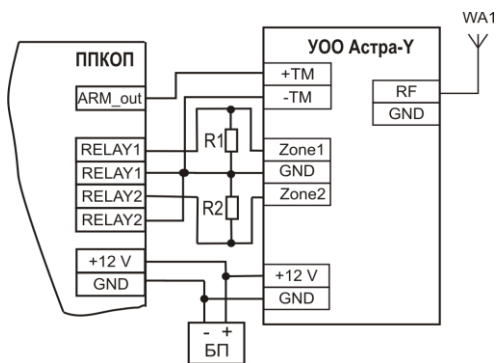 WA1
УОО Астра-Y
ППКОП
+TM
-TM
RF
GND
ARM_out
RELAY1
RELAY1
RELAY2
RELAY2
R1
R2
Zone1
GND
Zone2
+12 V
GND
+12 V
GND
- +
БП